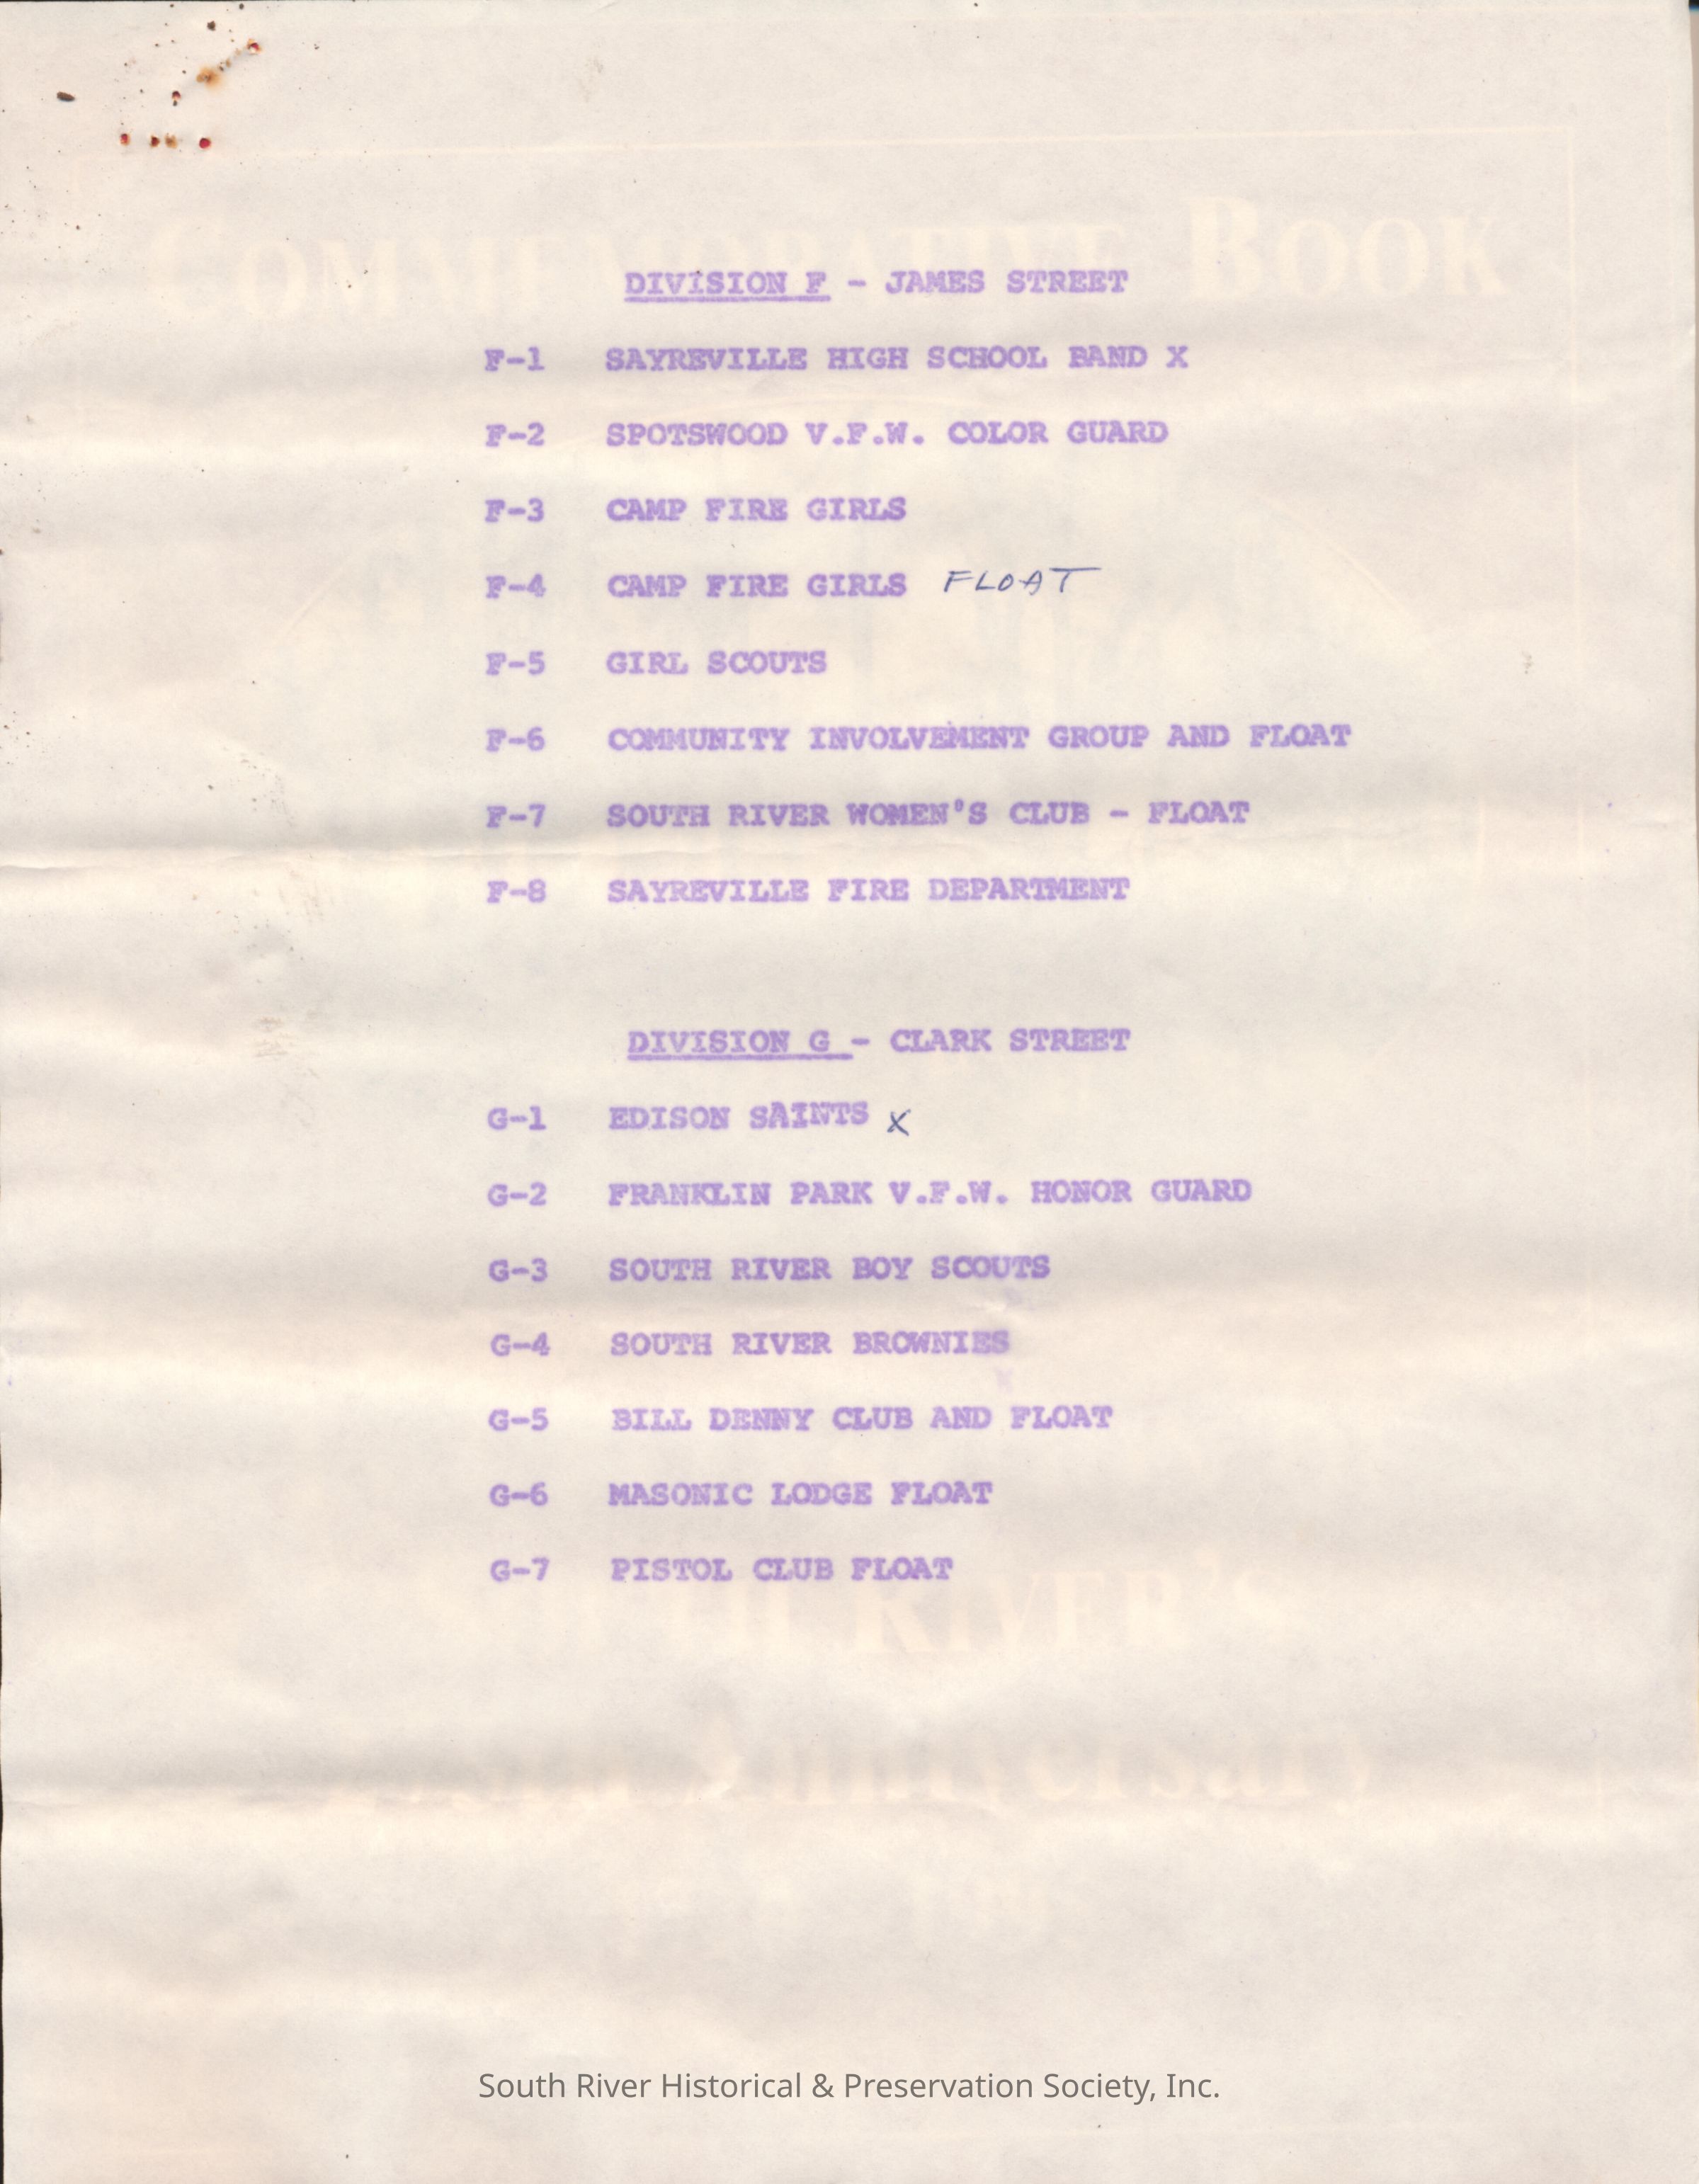 COMMEMORATIVE BOOK
DIVISION F - JAMES STREET
F-1 SAYREVILLE HIGH SCHOOL BAND X
F-2 SPOTSWOOD V.F.W. COLOR GUARD
F-3 CAMP FIRE GIRLS
F-4 CAMP FIRE GIRLS FLOAT
F-5 GIRL SCOUTS
F-6 COMMUNITY INVOLVEMENT GROUP AND FLOAT
F-7 SOUTH RIVER WOMEN'S CLUB - FLOAT
F-8 SAYREVILLE FIRE DEPARTMENT
DIVISION G - CLARK STREET
G-1 EDISON SAINTS X
G-2 FRANKLIN PARK V.F.W. HONOR GUARD
G-3 SOUTH RIVER BOY SCOUTS
G-4 SOUTH RIVER BROWNIES
G-5 BILL DENNY CLUB AND FLOAT
G-6 MASONIC LODGE FLOAT
G-7 PISTOL CLUB FLOAT
RIVER'S
Anniversary
South River Historical & Preservation Society, Inc.